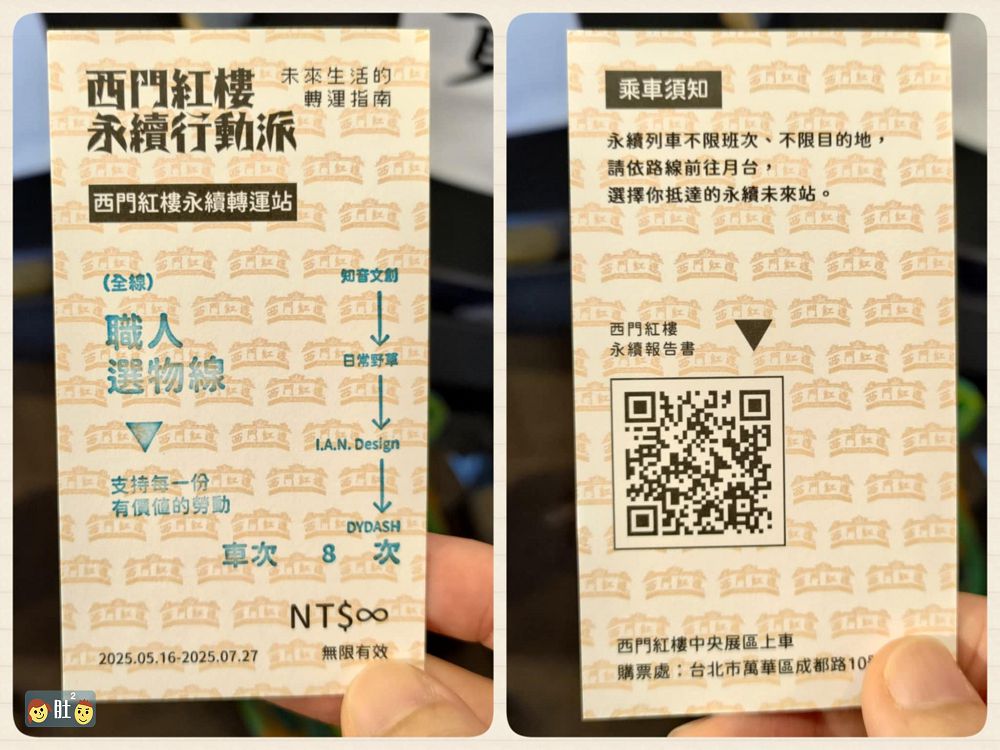 西門紅樓
永續行動派
未來生活的
轉運指南
西門紅樓永續轉運站
(全線)
職人
選物線
支持每一份
有價值的勞動
知音文創
日常野草
I.A.N. Design
DYDASH
車次 8 次
NT$∞
2025.05.16-2025.07.27 無限有效
2
肚
乘車須知
永續列車不限班次、不限目的地，
請依路線前往月台，
選擇你抵達的永續未來站。
西門紅樓
永續報告書
西門紅樓中央展區上車
購票處：台北市萬華區成都路10